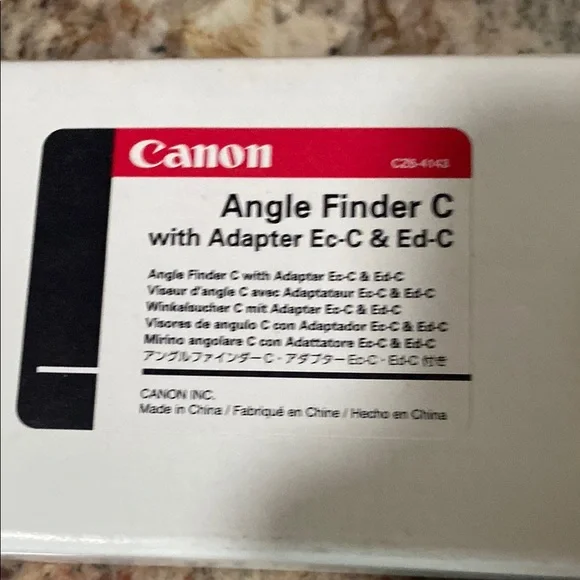 Canon
CZ6-4143
Angle Finder C
with Adapter Ec-C & Ed-C
Angle Finder C with Adapter Ec-C & Ed-C
Viseur d'angle C avec Adaptateur Ec-C & Ed-C
Winkelsucher C mit Adapter Ec-C & Ed-C
Visores de angulo C con Adaptador Ec-C & Ed-C
Mirino angolare C con Adattatore Ec-C & Ed-C
アングルファインダーC・アダプターEc-C・Ed-C 付き
CANON INC.
Made in China / Fabriqué en Chine / Hecho en China